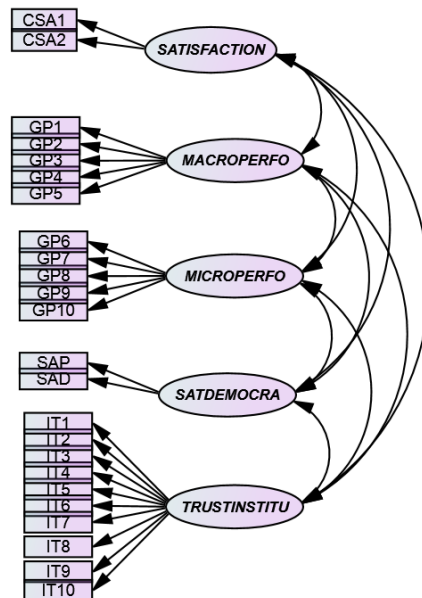 CSA1
CSA2
SATISFACTION
GP1
GP2
GP3
GP4
GP5
MACROPERFO
GP6
GP7
GP8
GP9
GP10
MICROPERFO
SAP
SAD
SATDEMOCRA
IT1
IT2
IT3
IT4
IT5
IT6
IT7
IT8
IT9
IT10
TRUSTINSTITU